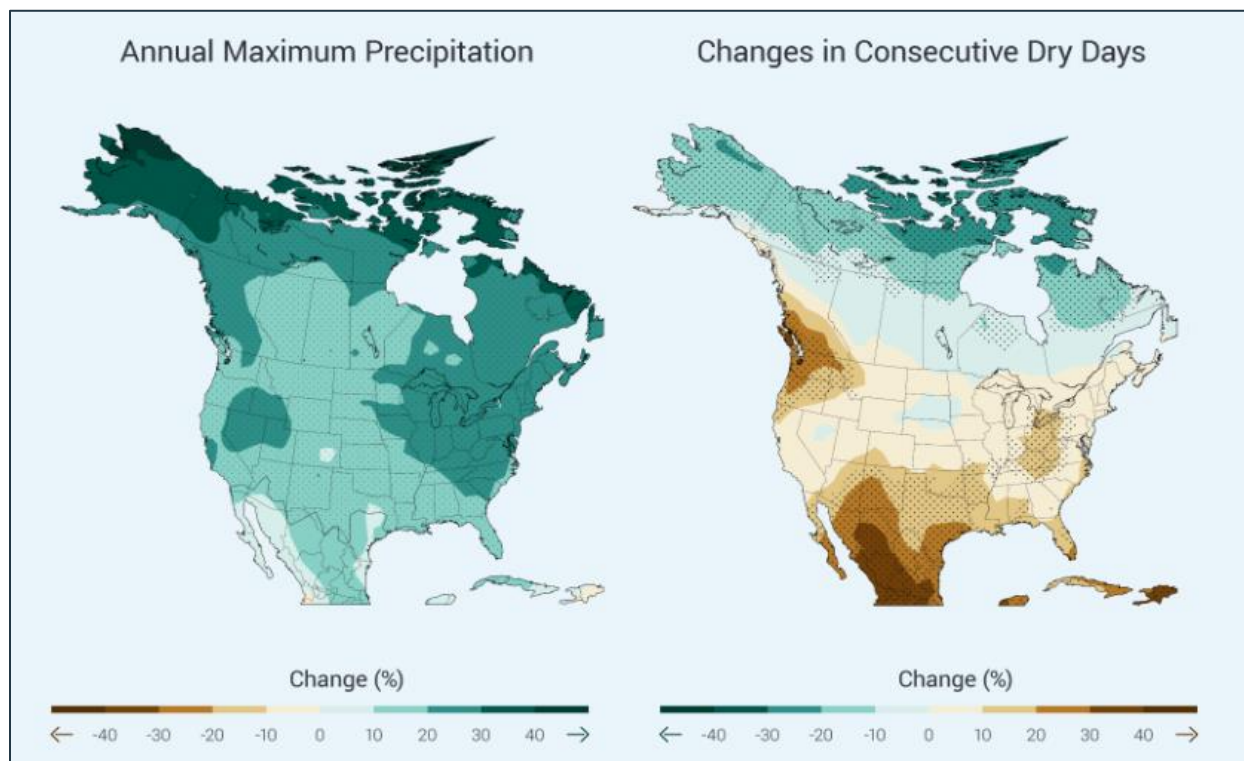 Annual Maximum Precipitation
Changes in Consecutive Dry Days
Change (%)
-40 -30 -20 -10 0 10 20 30 40
Change (%)
-40 -30 -20 -10 0 10 20 30 40